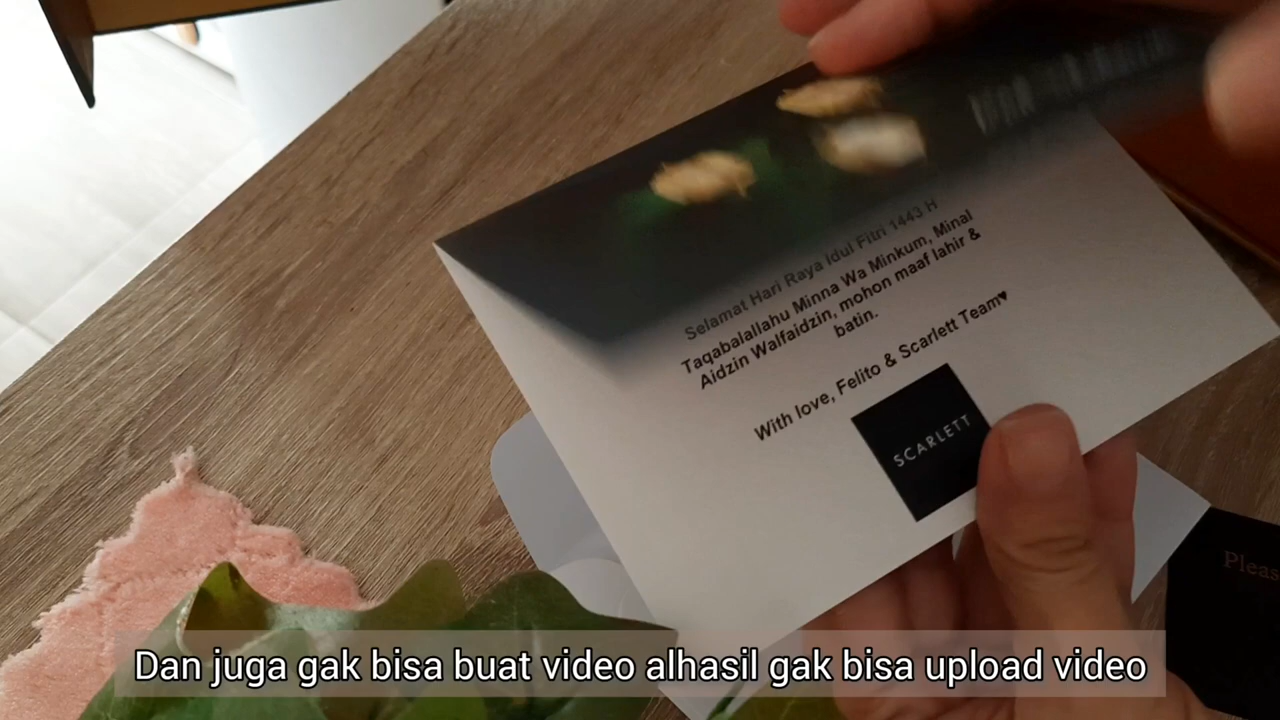 Selamat Hari Raya Idul Fitri 1443 H
Taqabalallahu Minna Wa Minkum, Minal
Aidzin Walfaidzin, mohon maaf lahir &
batin.
With love, Felito & Scarlett Team♥
SCARLETT
Dan juga gak bisa buat video alhasil gak bisa upload video